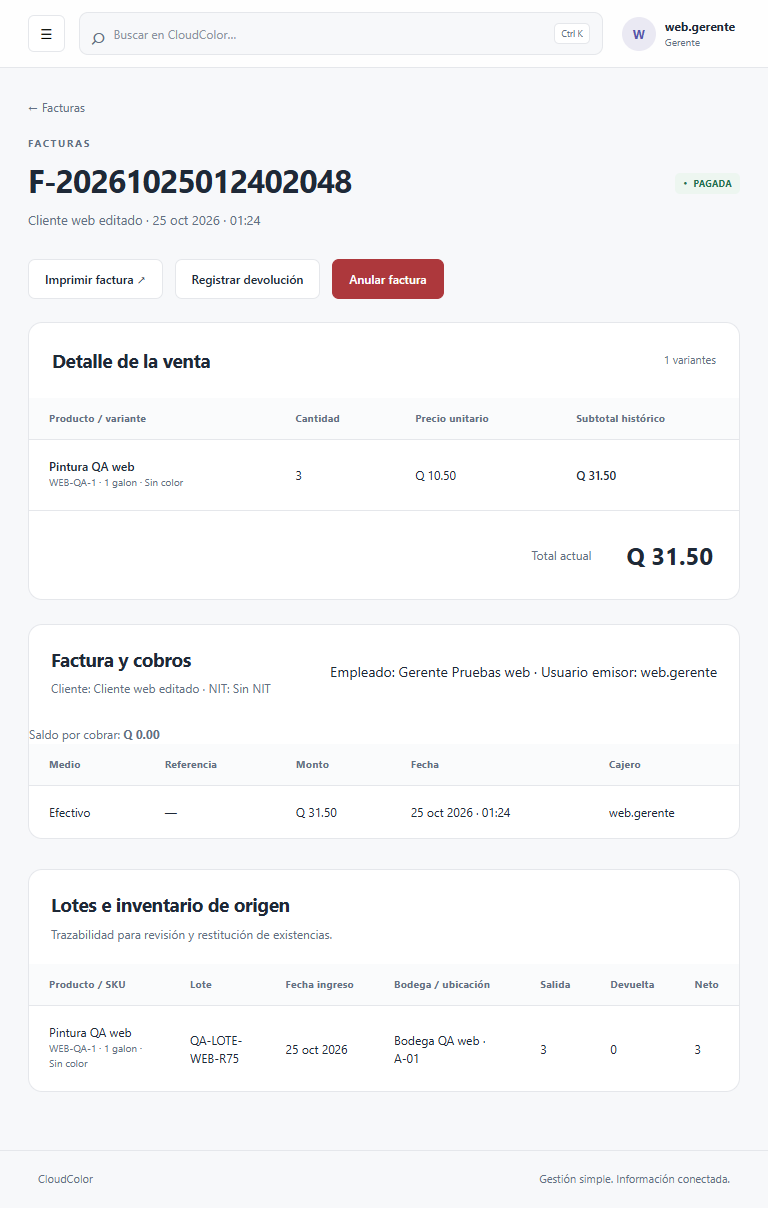 ☰
Buscar en CloudColor...
Ctrl K
W
web.gerente
Gerente
← Facturas
FACTURAS
F-20261025012402048
• PAGADA
Cliente web editado · 25 oct 2026 · 01:24
Imprimir factura ↗
Registrar devolución
Anular factura
Detalle de la venta
1 variantes
Producto / variante Cantidad Precio unitario Subtotal histórico
Pintura QA web
WEB-QA-1 · 1 galon · Sin color
3 Q 10.50 Q 31.50
Total actual Q 31.50
Factura y cobros
Cliente: Cliente web editado · NIT: Sin NIT
Empleado: Gerente Pruebas web · Usuario emisor: web.gerente
Saldo por cobrar: Q 0.00
Medio Referencia Monto Fecha Cajero
Efectivo — Q 31.50 25 oct 2026 · 01:24 web.gerente
Lotes e inventario de origen
Trazabilidad para revisión y restitución de existencias.
Producto / SKU Lote Fecha ingreso Bodega / ubicación Salida Devuelta Neto
Pintura QA web
WEB-QA-1 · 1 galon ·
Sin color
QA-LOTE-
WEB-R75
25 oct 2026
Bodega QA web ·
A-01
3 0 3
CloudColor
Gestión simple. Información conectada.